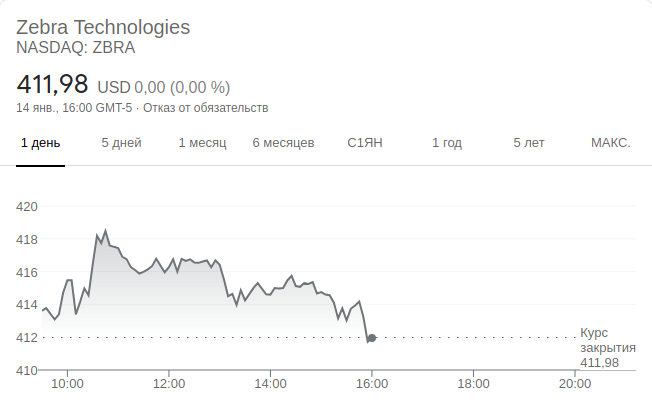 Zebra Technologies
NASDAQ: ZBRA
411,98 USD 0,00 (0,00 %)
14 янв., 16:00 GMT-5 · Отказ от обязательств
1 день 5 дней 1 месяц 6 месяцев С1ЯН 1 год 5 лет МАКС.
420
418
416
414
412
410
Курс
закрытия
411,98
10:00 12:00 14:00 16:00 18:00 20:00